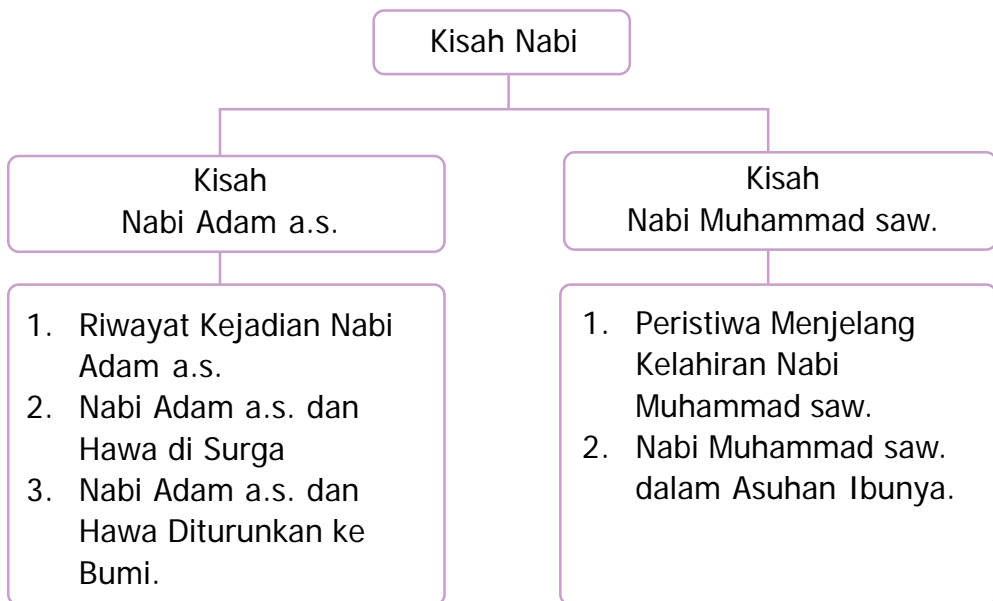 Kisah Nabi
Kisah
Nabi Adam a.s.
1. Riwayat Kejadian Nabi
Adam a.s.
2. Nabi Adam a.s. dan
Hawa di Surga
3. Nabi Adam a.s. dan
Hawa Diturunkan ke
Bumi.
Kisah
Nabi Muhammad saw.
1. Peristiwa Menjelang
Kelahiran Nabi
Muhammad saw.
2. Nabi Muhammad saw.
dalam Asuhan Ibunya.